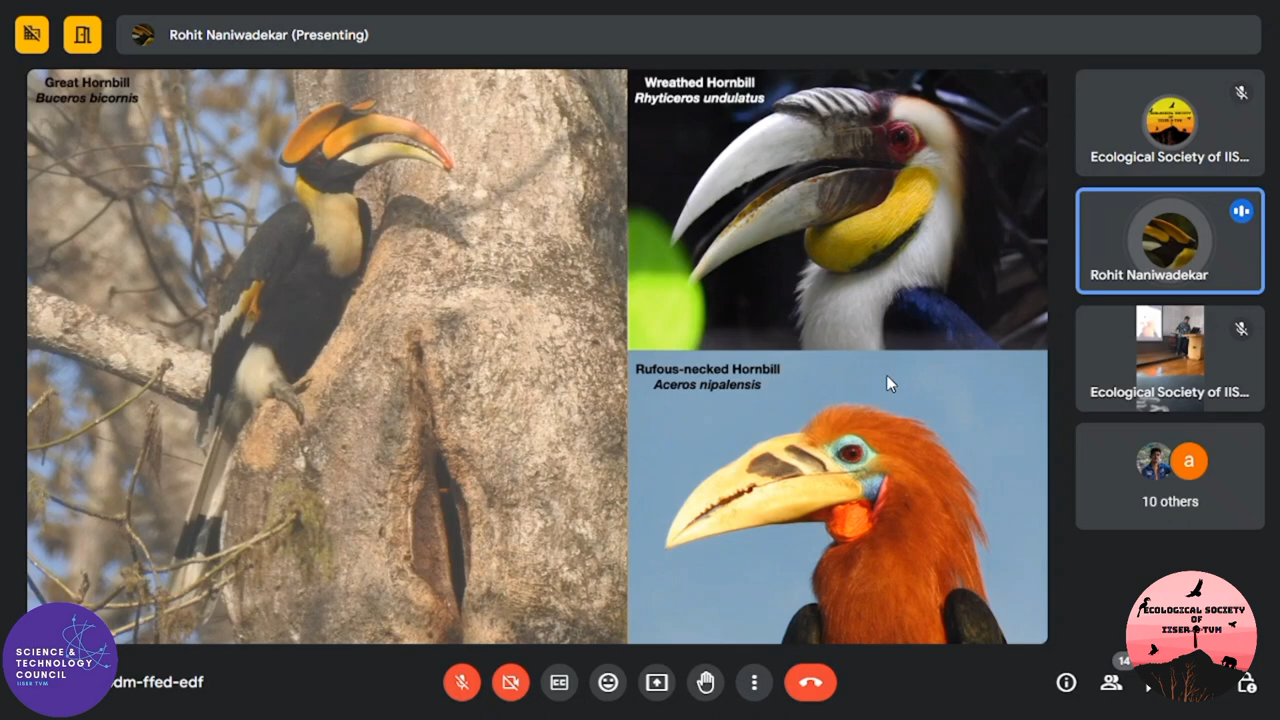 Rohit Naniwadekar (Presenting)
Great Hornbill
Buceros bicornis
Wreathed Hornbill
Rhyticeros undulatus
Rufous-necked Hornbill
Aceros nipalensis
Ecological Society of IIS...
Rohit Naniwadekar
Ecological Society of IIS...
a
10 others
SCIENCE &
TECHNOLOGY
COUNCIL
IISER TVM
dm-ffed-edf
14
ECOLOGICAL SOCIETY
OF
IISER TVM